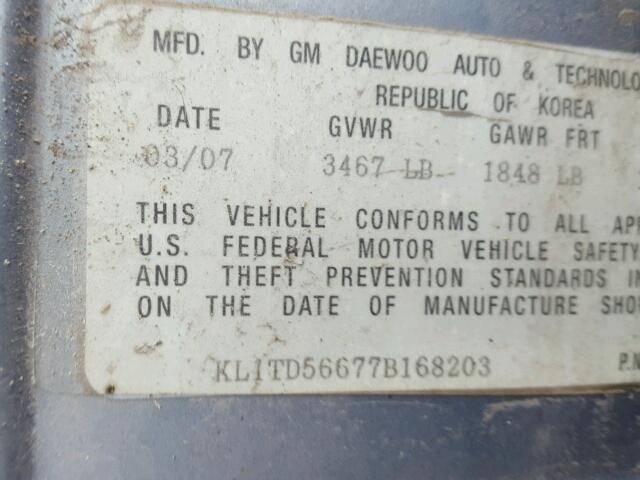 MFD. BY GM DAEWOO AUTO & TECHNOLO
REPUBLIC OF KOREA
DATE GVWR GAWR FRT
03/07 3467 LB 1848 LB
THIS VEHICLE CONFORMS TO ALL APP
U.S. FEDERAL MOTOR VEHICLE SAFETY
AND THEFT PREVENTION STANDARDS IN
ON THE DATE OF MANUFACTURE SHO
KL1TD56677B168203 P.N